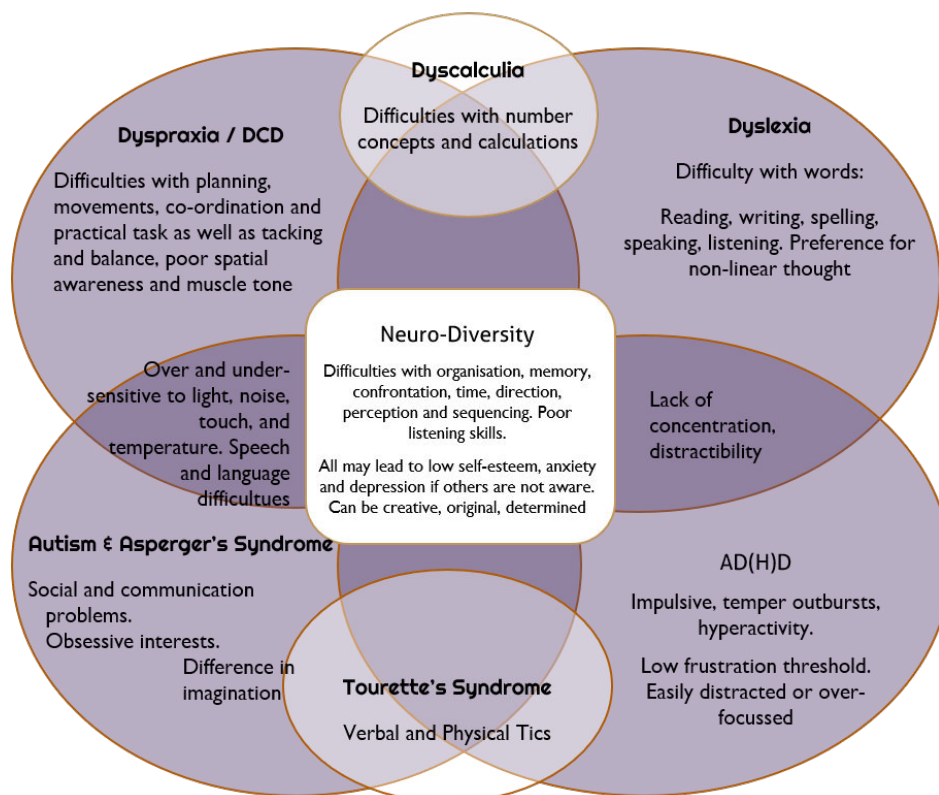 Dyscalculia
Difficulties with number
concepts and calculations
Dyspraxia / DCD
Difficulties with planning,
movements, co-ordination and
practical task as well as tacking
and balance, poor spatial
awareness and muscle tone
Dyslexia
Difficulty with words:
Reading, writing, spelling,
speaking, listening. Preference for
non-linear thought
Neuro-Diversity
Difficulties with organisation, memory,
confrontation, time, direction,
perception and sequencing. Poor
listening skills.
All may lead to low self-esteem, anxiety
and depression if others are not aware.
Can be creative, original, determined
Over and under-
sensitive to light, noise,
touch, and
temperature. Speech
and language
difficultues
Lack of
concentration,
distractibility
Autism & Asperger's Syndrome
Social and communication
problems.
Obsessive interests.
Difference in
imagination
AD(H)D
Impulsive, temper outbursts,
hyperactivity.
Low frustration threshold.
Easily distracted or over-
focussed
Tourette's Syndrome
Verbal and Physical Tics